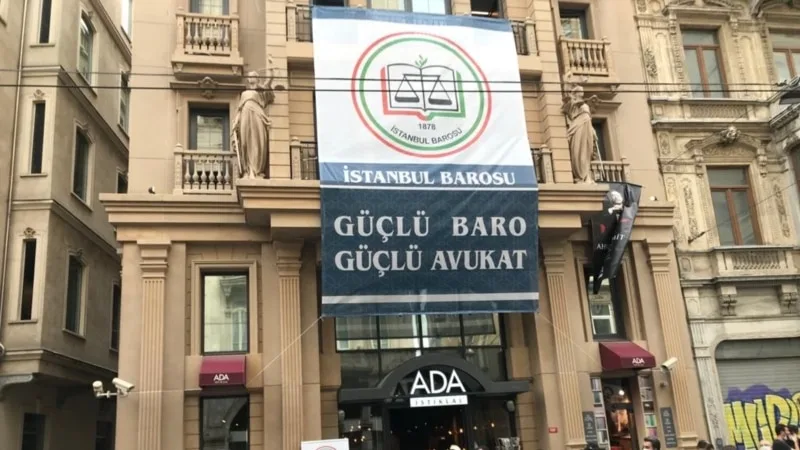 1878
İSTANBUL BAROSU
İSTANBUL BAROSU
GÜÇLÜ BARO
GÜÇLÜ AVUKAT
ADA
ADA
İSTİKLAL
ADA